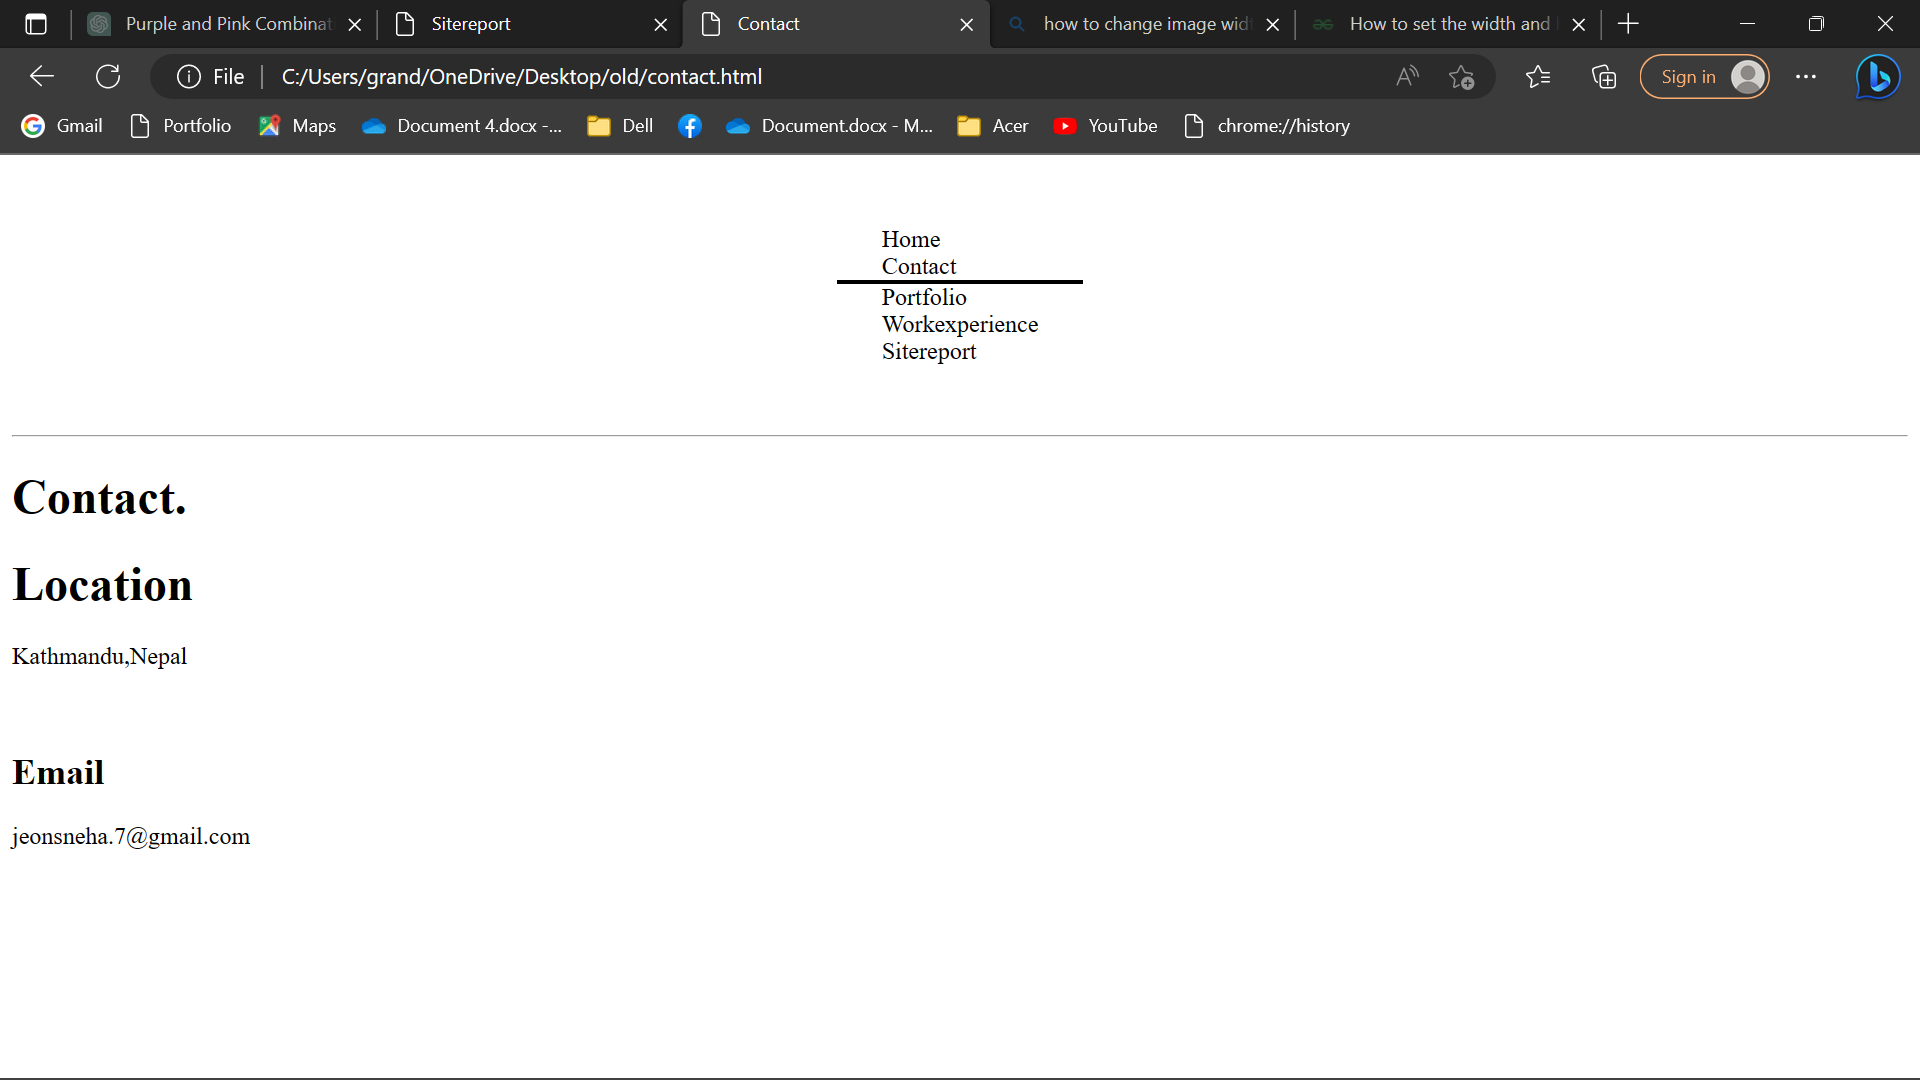 Purple and Pink Combinat
Sitereport
Contact
how to change image wid
How to set the width and
File
C:/Users/grand/OneDrive/Desktop/old/contact.html
Sign in
Gmail
Portfolio
Maps
Document 4.docx -...
Dell
Document.docx - M...
Acer
YouTube
chrome://history
Home
Contact
Portfolio
Workexperience
Sitereport
Contact.
Location
Kathmandu,Nepal
Email
jeonsneha.7@gmail.com